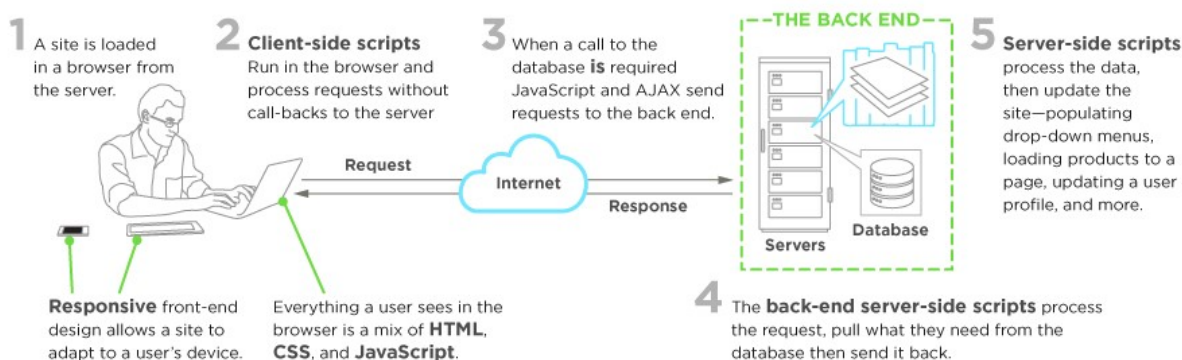 1 A site is loaded
in a browser from
the server.
2 Client-side scripts
Run in the browser and
process requests without
call-backs to the server
3 When a call to the
database is required
JavaScript and AJAX send
requests to the back end.
THE BACK END
5 Server-side scripts
process the data,
then update the
site—populating
drop-down menus,
loading products to a
page, updating a user
profile, and more.
Request
Internet
Response
Servers
Database
Responsive front-end
design allows a site to
adapt to a user's device.
Everything a user sees in the
browser is a mix of HTML,
CSS, and JavaScript.
4 The back-end server-side scripts process
the request, pull what they need from the
database then send it back.